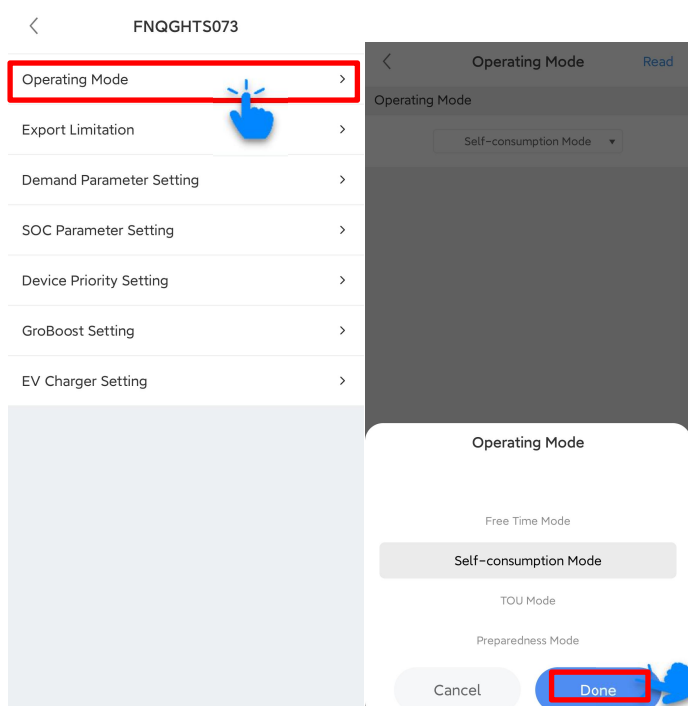 FNQGHTS073
Operating Mode
Export Limitation
Demand Parameter Setting
SOC Parameter Setting
Device Priority Setting
GroBoost Setting
EV Charger Setting
Operating Mode Read
Operating Mode
Self-consumption Mode
Operating Mode
Free Time Mode
Self-consumption Mode
TOU Mode
Preparedness Mode
Cancel Done